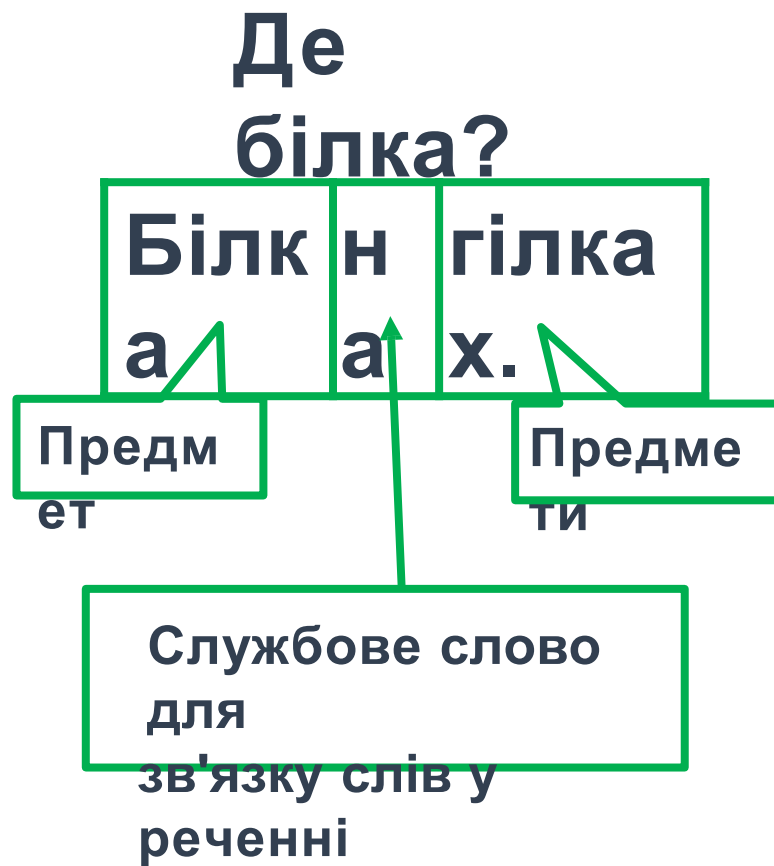 Де
білка?
Білк
а
н
а
гілка
х.
Предм
ет
Предме
ти
Службове слово
для
зв'язку слів у
реченні